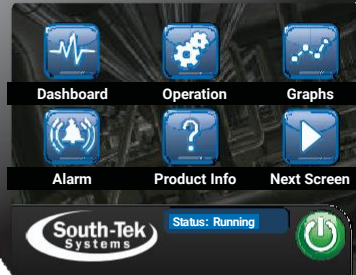 Dashboard Operation Graphs
Alarm Product Info Next Screen
South-Tek
Systems
Status: Running